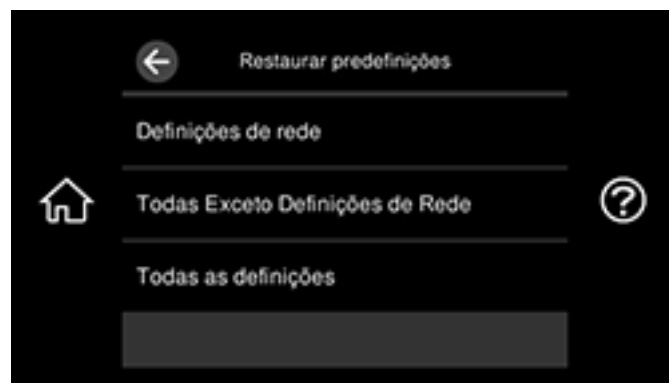 Restaurar predefinições
Definições de rede
Todas Exceto Definições de Rede
Todas as definições